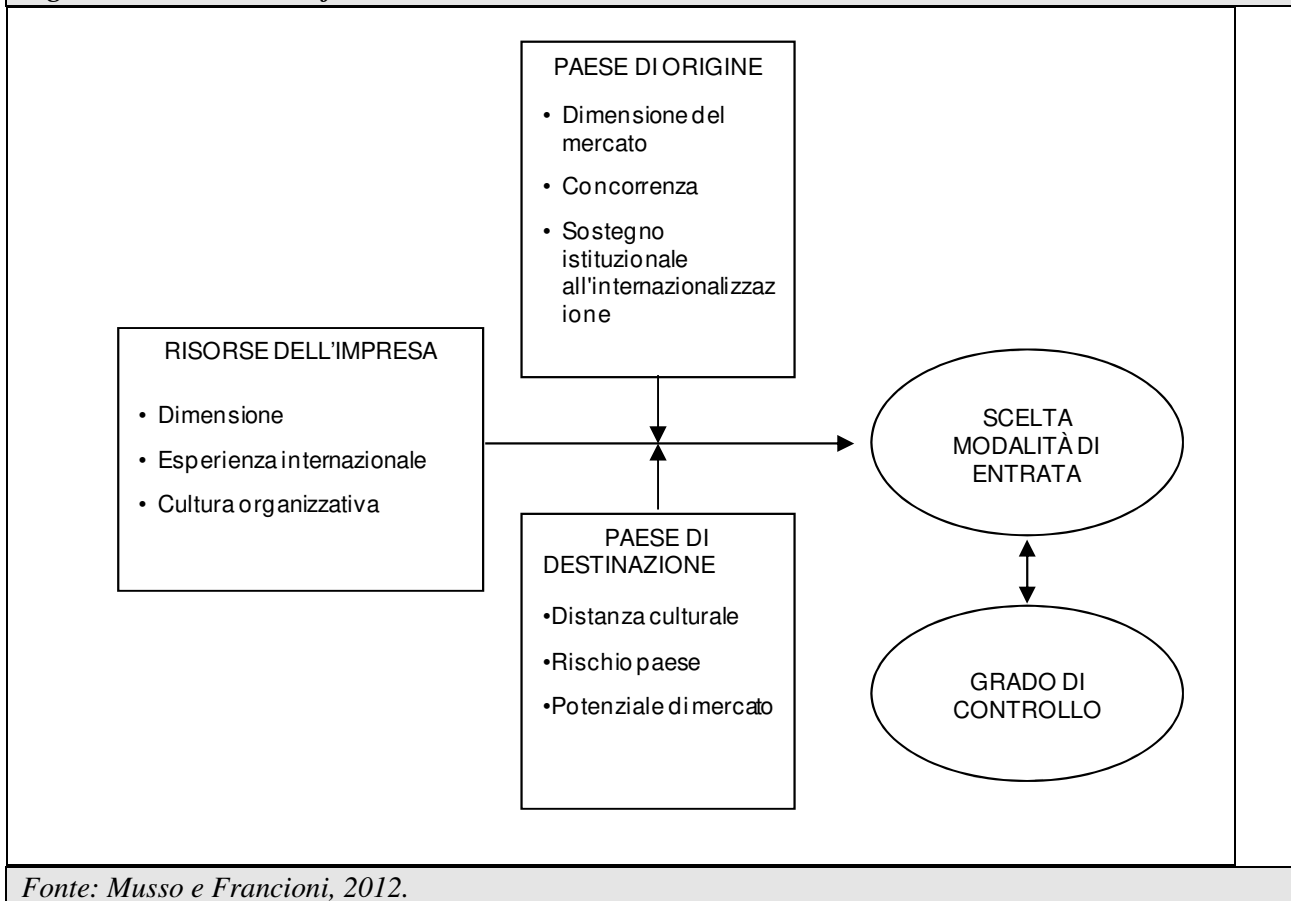 PAESE DI ORIGINE
• Dimensione del
mercato
• Concorrenza
• Sostegno
istituzionale
all'internazionalizzaz
ione
RISORSE DELL’IMPRESA
• Dimensione
• Esperienza internazionale
• Cultura organizzativa
PAESE DI
DESTINAZIONE
•Distanza culturale
•Rischio paese
•Potenziale di mercato
SCELTA
MODALITÀ DI
ENTRATA
GRADO DI
CONTROLLO
Fonte: Musso e Francioni, 2012.